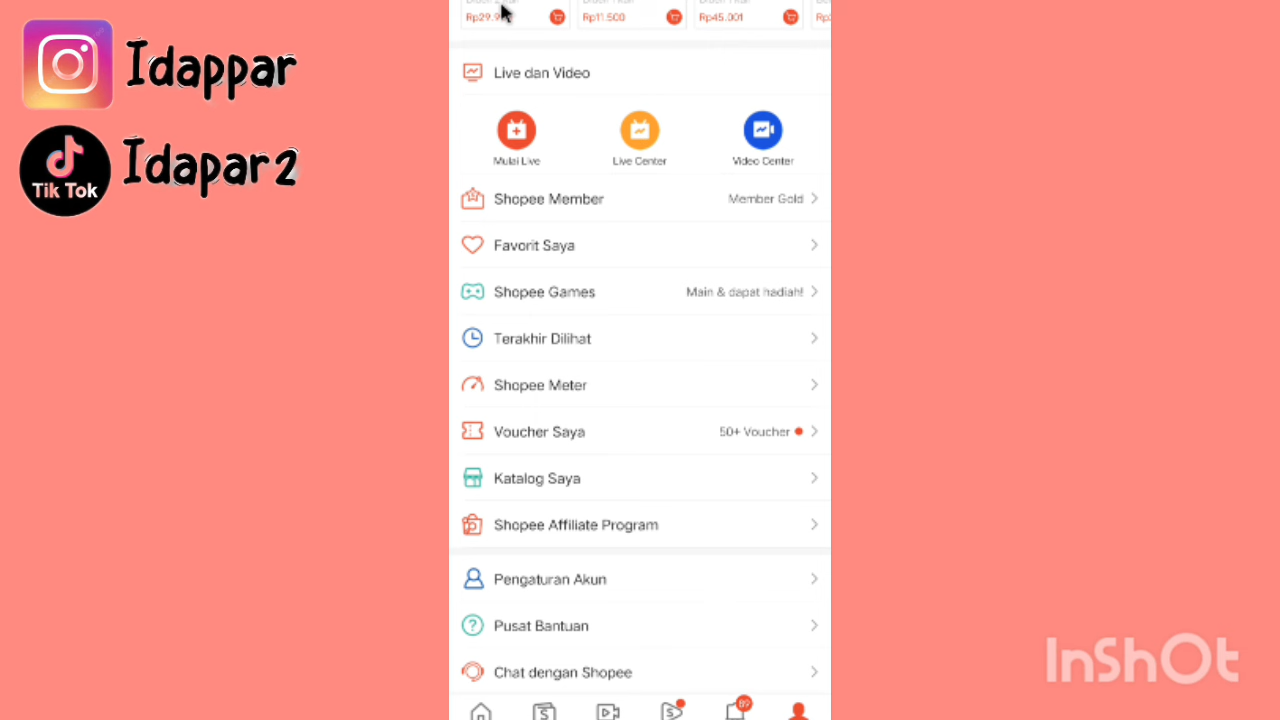 Idappar
Tik Tok
Idapar2
Rp11.500
Rp45.001
Live dan Video
Mulai Live
Live Center
Video Center
Shopee Member
Member Gold
Favorit Saya
Shopee Games
Main & dapat hadiah!
Terakhir Dilihat
Shopee Meter
Voucher Saya
50+ Voucher
Katalog Saya
Shopee Affiliate Program
Pengaturan Akun
Pusat Bantuan
Chat dengan Shopee
89
InShOt